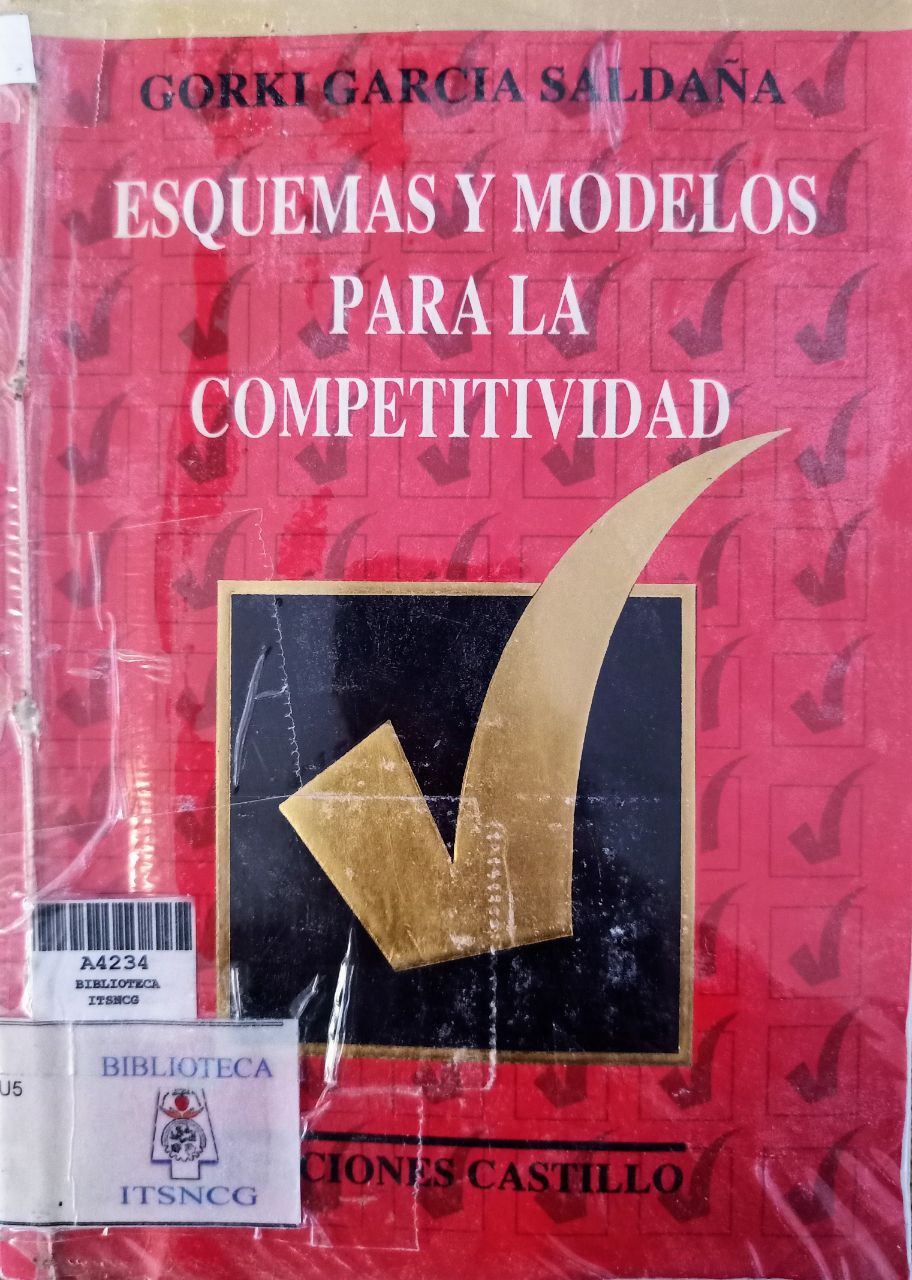 GORKI GARCIA SALDAÑA
ESQUEMAS Y MODELOS
PARA LA
COMPETITIVIDAD
A4234
BIBLIOTECA
ITSNCG
U5
BIBLIOTECA
ITSNCG
CIONES CASTILLO